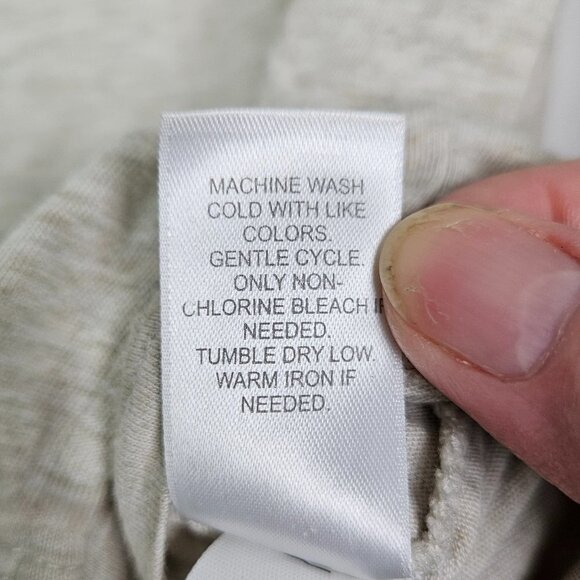 MACHINE WASH
COLD WITH LIKE
COLORS.
GENTLE CYCLE.
ONLY NON-
CHLORINE BLEACH IF
NEEDED.
TUMBLE DRY LOW.
WARM IRON IF
NEEDED.